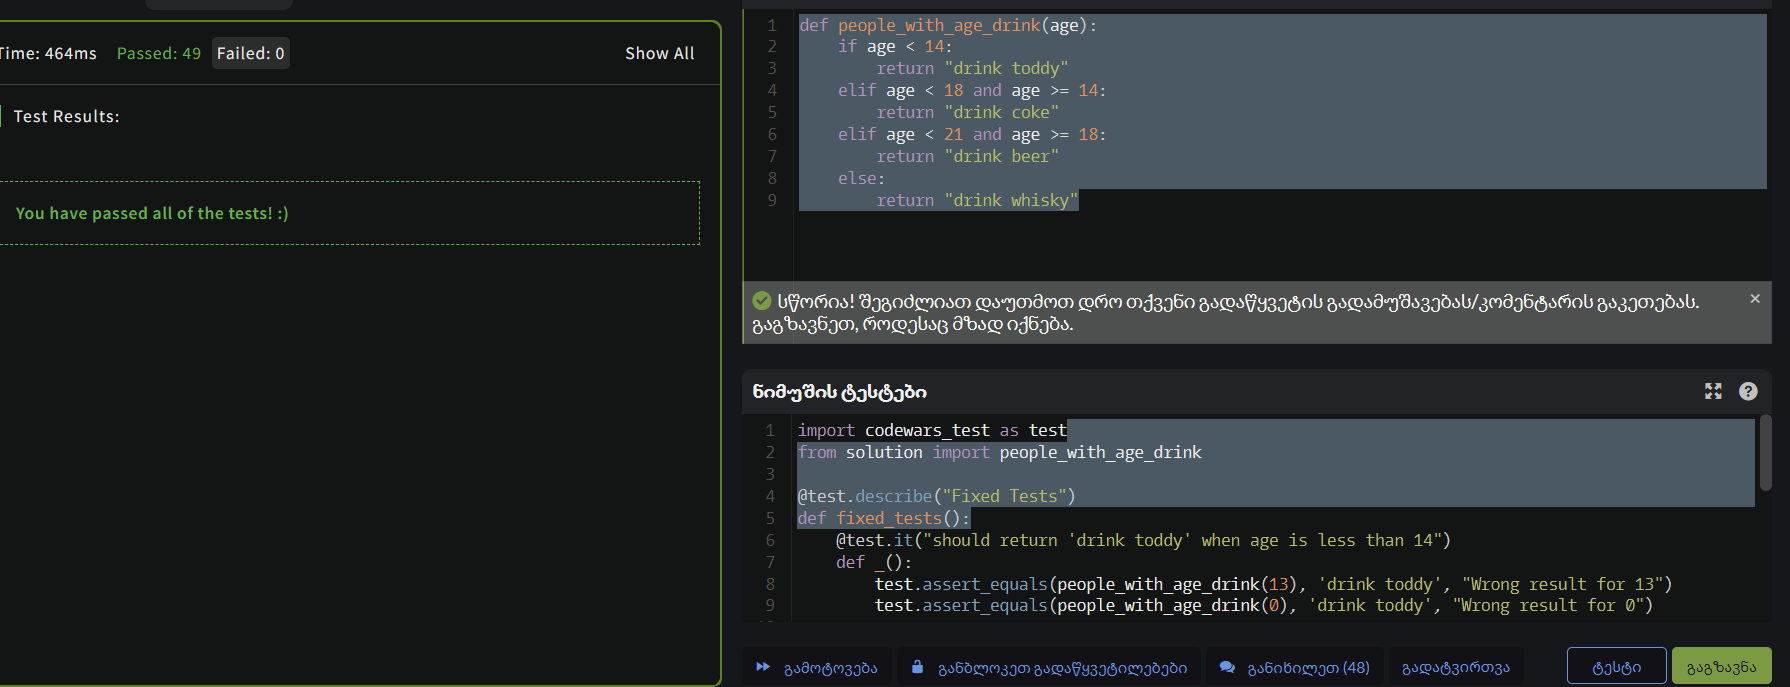 Time: 464ms Passed: 49 Failed: 0 Show All
Test Results:
You have passed all of the tests! :)
1 def people_with_age_drink(age):
2 if age < 14:
3 return "drink toddy"
4 elif age < 18 and age >= 14:
5 return "drink coke"
6 elif age < 21 and age >= 18:
7 return "drink beer"
8 else:
9 return "drink whisky"
სწორია! შეგიძლიათ დაუთმოთ დრო თქვენი გადაწყვეტის გადამუშავებას/კომენტარის გაკეთებას.
გაგზავნეთ, როდესაც მზად იქნება.
ნიმუშის ტესტები
1 import codewars_test as test
2 from solution import people_with_age_drink
3
4 @test.describe("Fixed Tests")
5 def fixed_tests():
6 @test.it("should return 'drink toddy' when age is less than 14")
7 def _():
8 test.assert_equals(people_with_age_drink(13), 'drink toddy', "Wrong result for 13")
9 test.assert_equals(people_with_age_drink(0), 'drink toddy', "Wrong result for 0")
გამოტოვება განბლოკეთ გადაწყვეტილებები განიხილეთ (48) გადატვირთვა ტესტი გაგზავნა